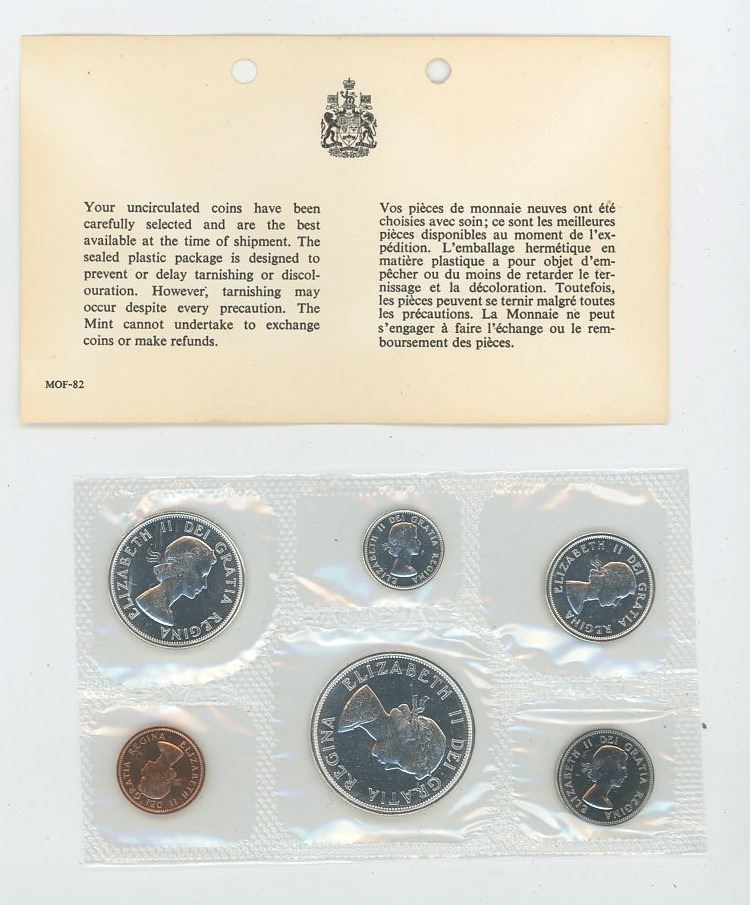 Your uncirculated coins have been
carefully selected and are the best
available at the time of shipment. The
sealed plastic package is designed to
prevent or delay tarnishing or discol-
ouration. However, tarnishing may
occur despite every precaution. The
Mint cannot undertake to exchange
coins or make refunds.
Vos pièces de monnaie neuves ont été
choisies avec soin; ce sont les meilleures
pièces disponibles au moment de l'ex-
pédition. L'emballage hermétique en
matière plastique a pour objet d'em-
pêcher ou du moins de retarder le ter-
nissage et la décoloration. Toutefois,
les pièces peuvent se ternir malgré toutes
les précautions. La Monnaie ne peut
s'engager à faire l'échange ou le rem-
boursement des pièces.
MOF-82
ELIZABETH II DEI GRATIA REGINA
ELIZABETH II DEI GRATIA REGINA
ELIZABETH II DEI GRATIA REGINA
ELIZABETH II DEI GRATIA REGINA
ELIZABETH II DEI GRATIA REGINA
ELIZABETH II DEI GRATIA REGINA